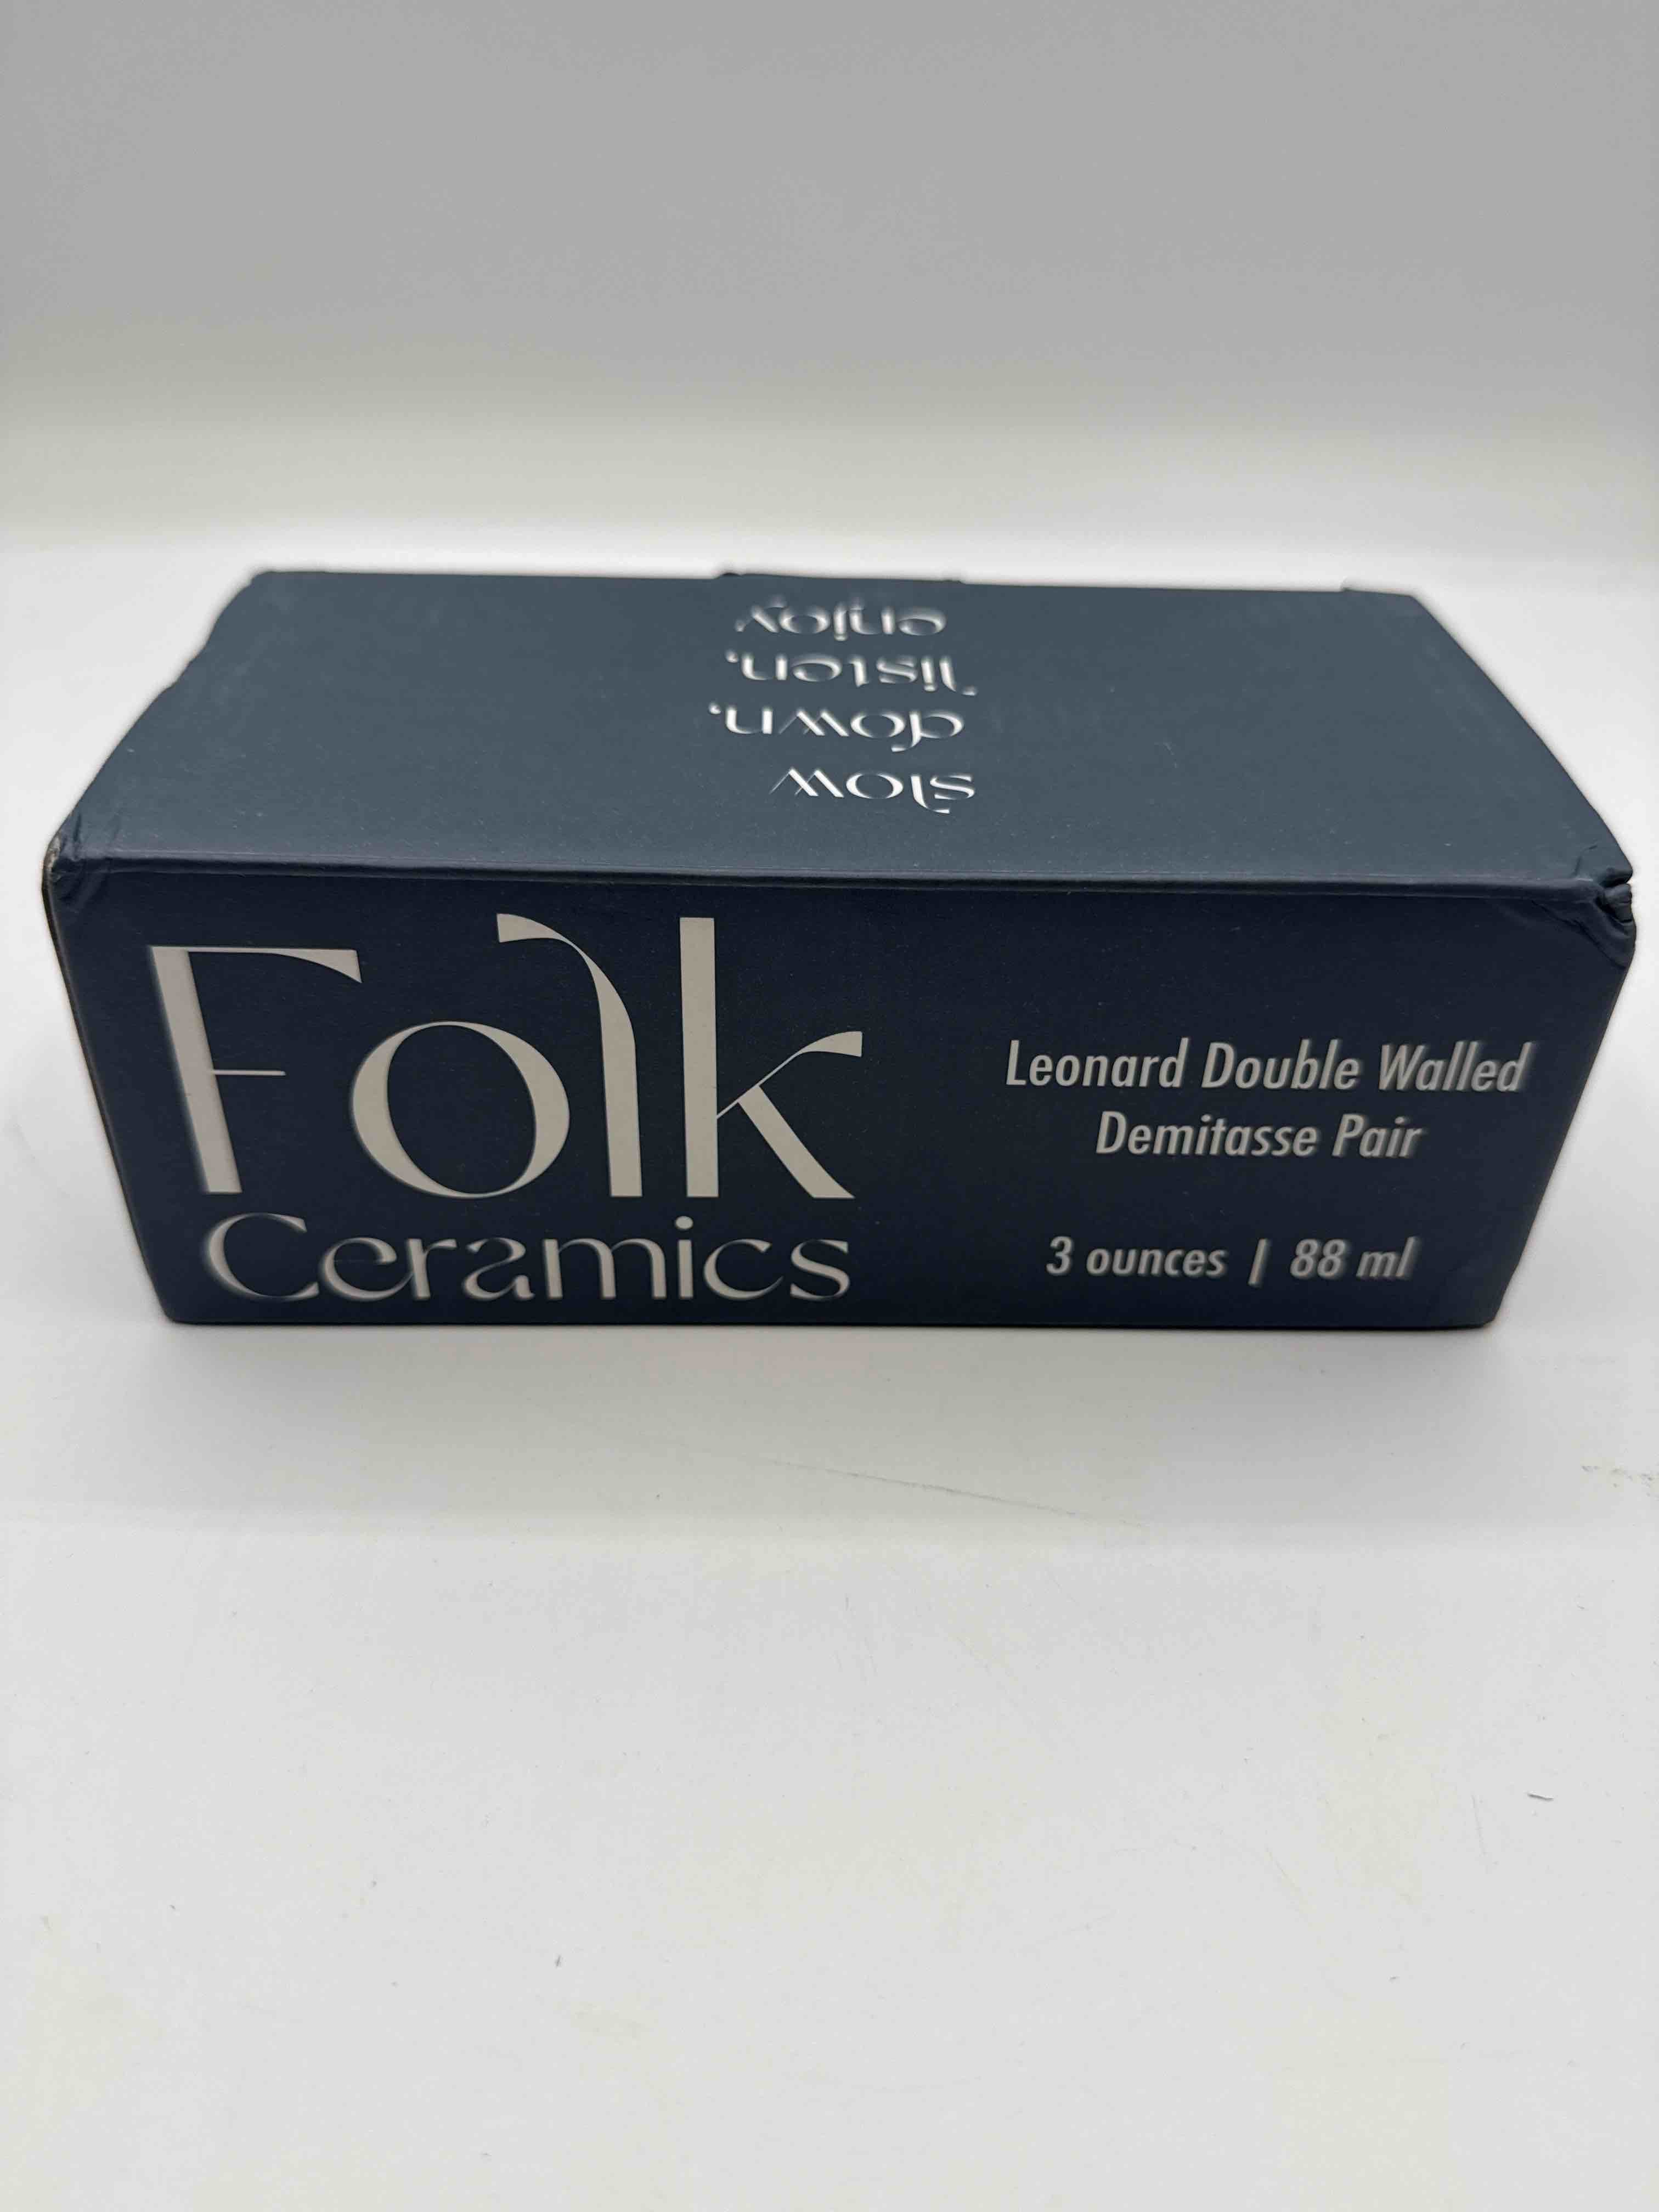 slow
down,
listen,
enjoy
Folk
Ceramics
Leonard Double Walled
Demitasse Pair
3 ounces | 88 ml